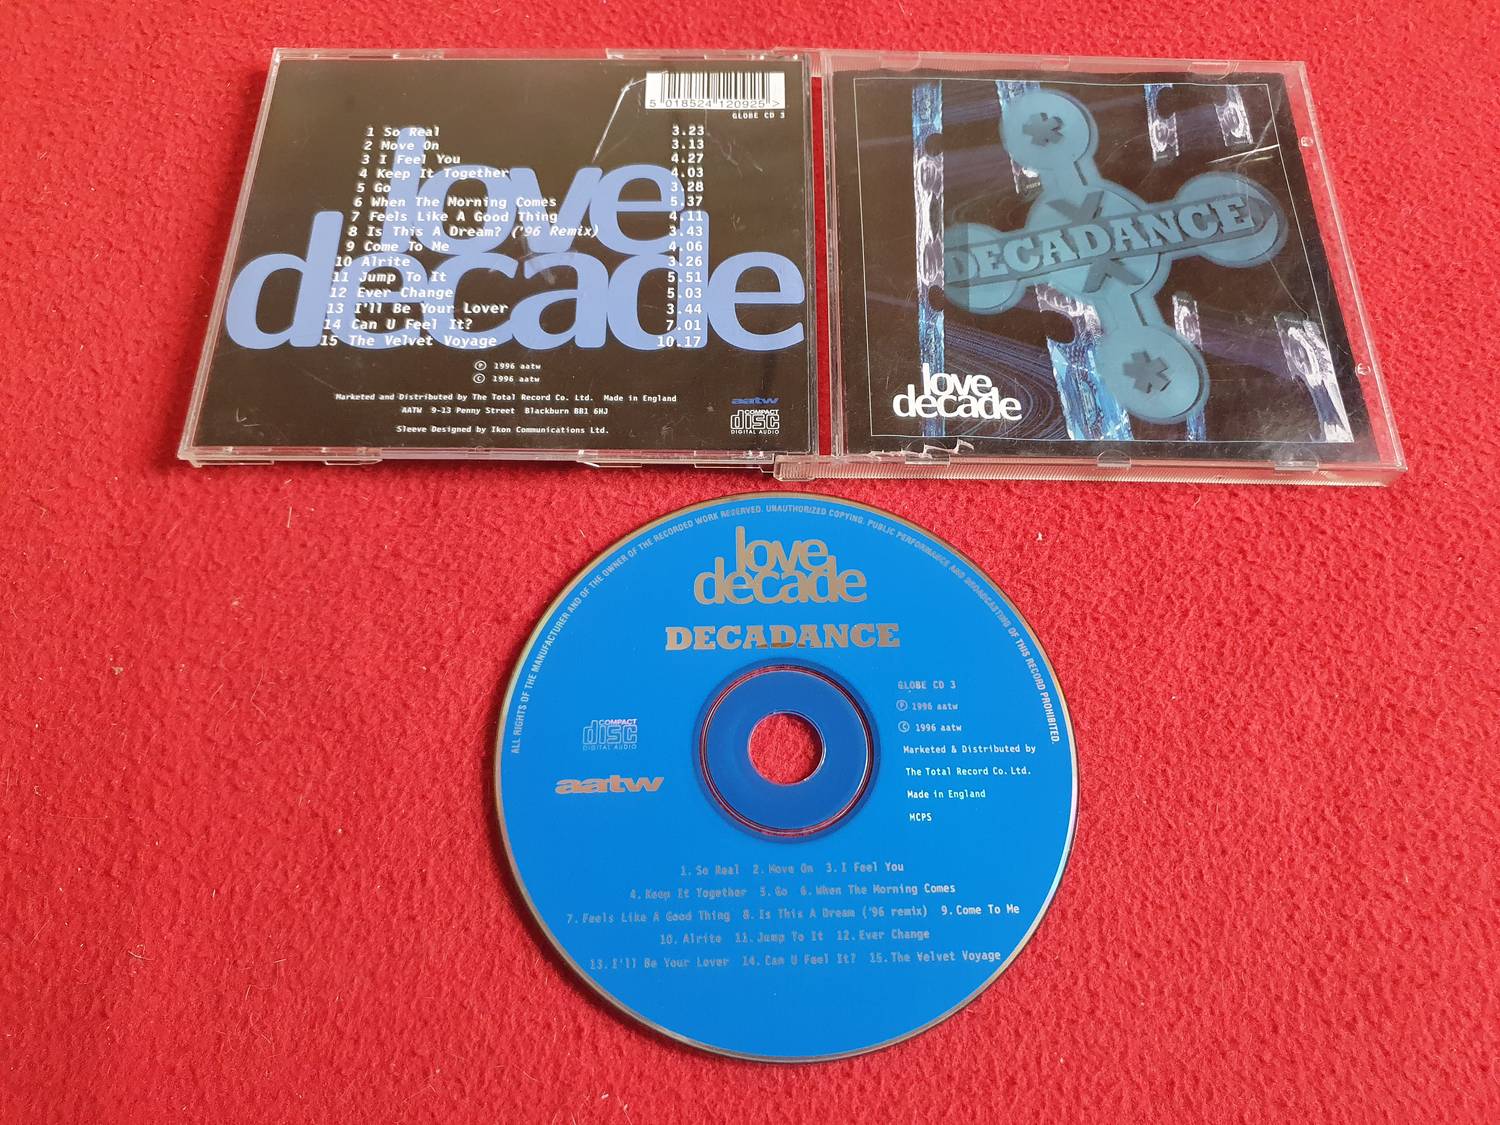 5 018524 120925 >
GLOBE CD 3
1 So Real 3.23
2 Move On 3.13
3 I Feel You 4.27
4 Keep It Together 4.03
5 Go 3.28
6 When The Morning Comes 5.37
7 Feels Like A Good Thing 4.11
8 Is This A Dream? ('96 Remix) 3.43
9 Come To Me 4.06
10 Alrite 3.26
11 Jump To It 5.51
12 Ever Change 5.03
13 I'll Be Your Lover 3.44
14 Can U Feel It? 7.01
15 The Velvet Voyage 10.17
love
decade
℗ 1996 aatw
© 1996 aatw
Marketed and Distributed by The Total Record Co. Ltd. Made in England
AATW 9-13 Penny Street Blackburn BB1 6HJ
Sleeve Designed by Ikon Communications Ltd.
aatw
COMPACT
disc
DIGITAL AUDIO
DECADANCE
love
decade
ALL RIGHTS OF THE MANUFACTURER AND OF THE OWNER OF THE RECORDED WORK RESERVED. UNAUTHORIZED COPYING. PUBLIC PERFORMANCE AND BROADCASTING OF THIS RECORD PROHIBITED.
love
decade
DECADANCE
COMPACT
disc
DIGITAL AUDIO
aatw
GLOBE CD 3
℗ 1996 aatw
© 1996 aatw
Marketed & Distributed by
The Total Record Co. Ltd.
Made in England
MCPS
1. So Real 2. Move On 3. I Feel You
4. Keep It Together 5. Go 6. When The Morning Comes
7. Feels Like A Good Thing 8. Is This A Dream ('96 remix) 9. Come To Me
10. Alrite 11. Jump To It 12. Ever Change
13. I'll Be Your Lover 14. Can U Feel It? 15. The Velvet Voyage